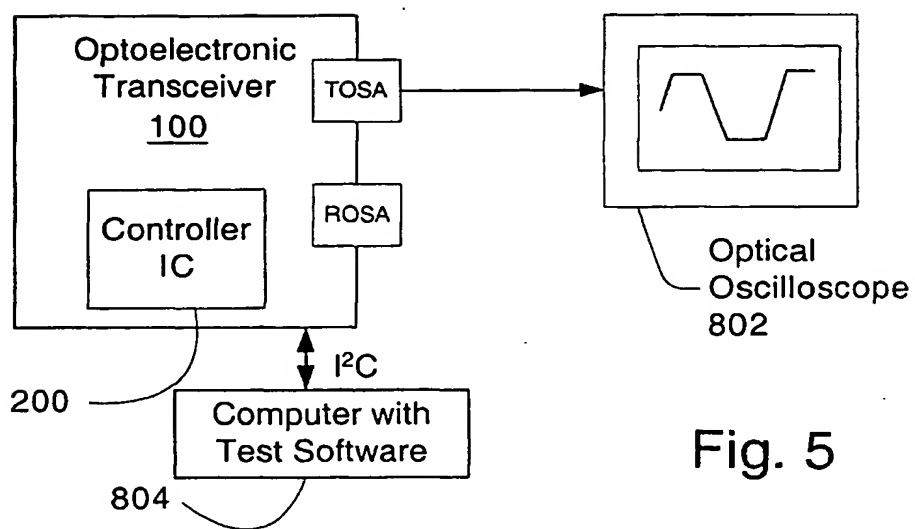 Optoelectronic
Transceiver
100
TOSA
ROSA
Controller
IC
Optical
Oscilloscope
802
I²C
200
Computer with
Test Software
804
Fig. 5